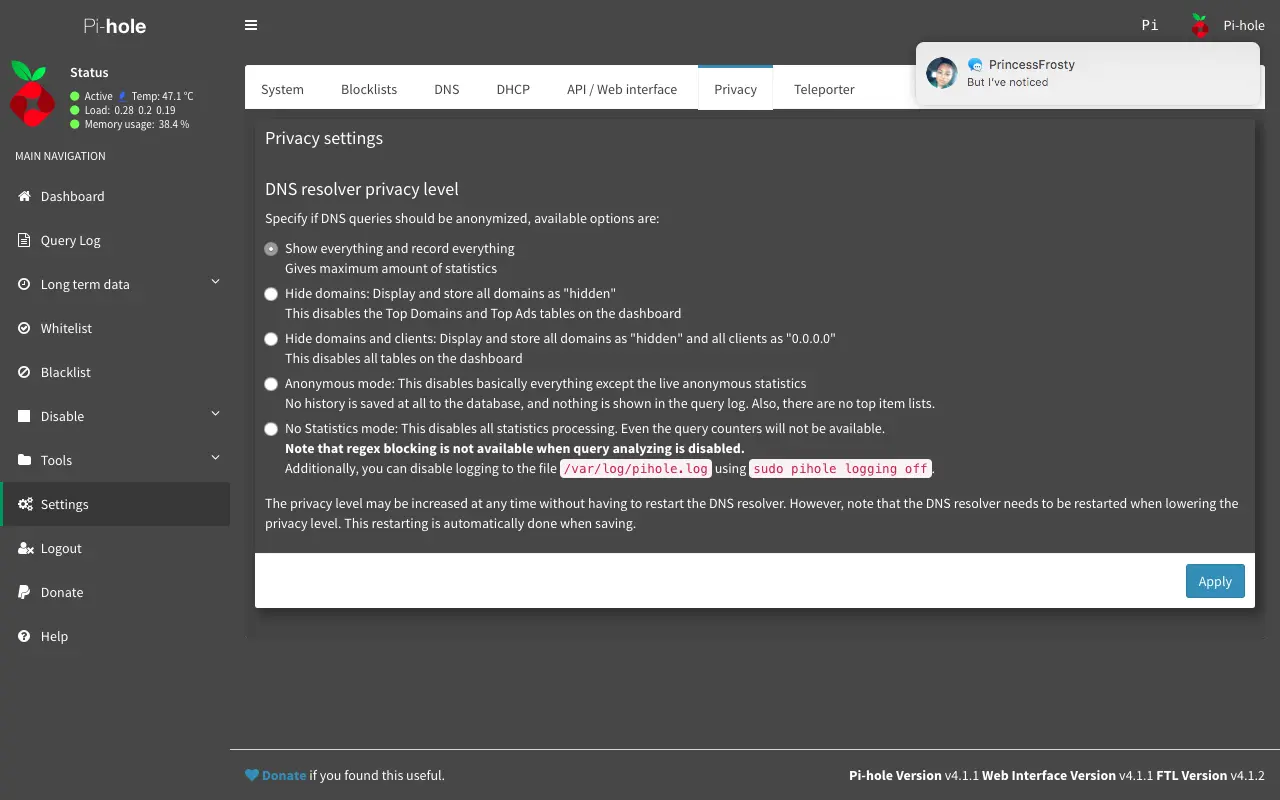 Pi-hole
Pi
Pi-hole
PrincessFrosty
But I've noticed
Status
Active Temp: 47.1 °C
Load: 0.28 0.2 0.19
Memory usage: 38.4 %
MAIN NAVIGATION
Dashboard
Query Log
Long term data
Whitelist
Blacklist
Disable
Tools
Settings
Logout
Donate
Help
System
Blocklists
DNS
DHCP
API / Web interface
Privacy
Teleporter
Privacy settings
DNS resolver privacy level
Specify if DNS queries should be anonymized, available options are:
Show everything and record everything
Gives maximum amount of statistics
Hide domains: Display and store all domains as "hidden"
This disables the Top Domains and Top Ads tables on the dashboard
Hide domains and clients: Display and store all domains as "hidden" and all clients as "0.0.0.0"
This disables all tables on the dashboard
Anonymous mode: This disables basically everything except the live anonymous statistics
No history is saved at all to the database, and nothing is shown in the query log. Also, there are no top item lists.
No Statistics mode: This disables all statistics processing. Even the query counters will not be available.
Note that regex blocking is not available when query analyzing is disabled.
Additionally, you can disable logging to the file /var/log/pihole.log using sudo pihole logging off.
The privacy level may be increased at any time without having to restart the DNS resolver. However, note that the DNS resolver needs to be restarted when lowering the
privacy level. This restarting is automatically done when saving.
Apply
Donate if you found this useful.
Pi-hole Version v4.1.1 Web Interface Version v4.1.1 FTL Version v4.1.2